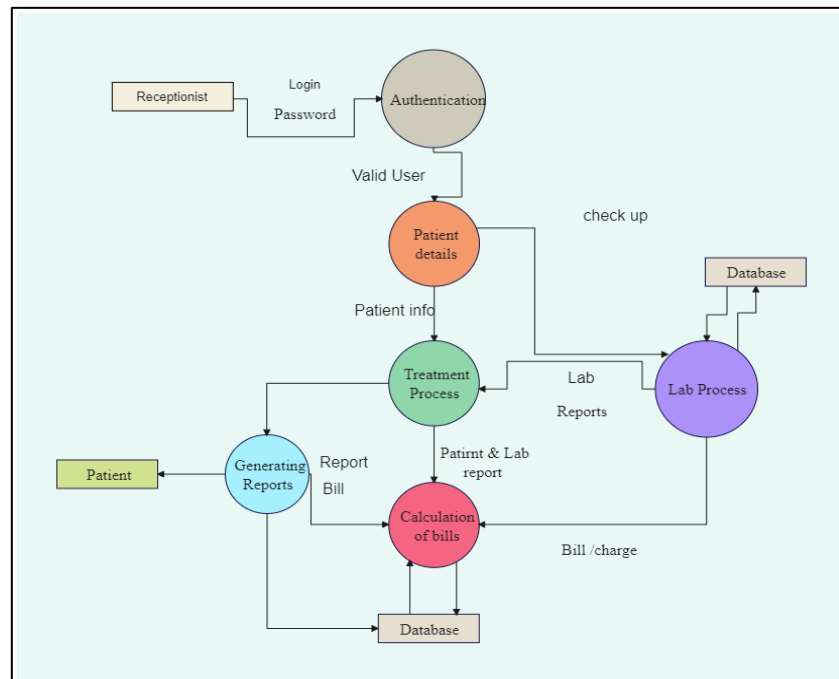 Receptionist
Login
Password
Authentication
Valid User
Patient
details
check up
Database
Patient info
Treatment
Process
Lab
Reports
Lab Process
Patient
Generating
Reports
Report
Bill
Patirnt & Lab
report
Calculation
of bills
Bill /charge
Database